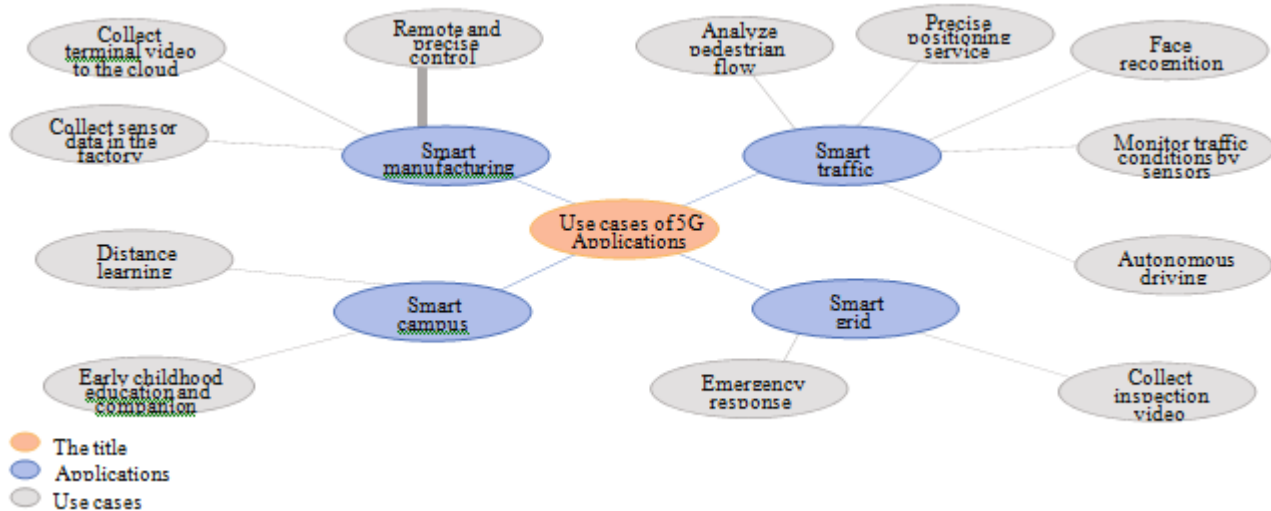 Collect
terminal video
to the cloud
Remote and
precise
control
Analyze
pedestrian
flow
Precise
positioning
service
Face
recognition
Collect sensor
data in the
factory
Smart
manufacturing
Smart
traffic
Monitor traffic
conditions by
sensors
Use cases of 5G
Applications
Distance
learning
Autonomous
driving
Smart
campus
Smart
grid
Early childhood
education and
companion
Emergency
response
Collect
inspection
video
The title
Applications
Use cases